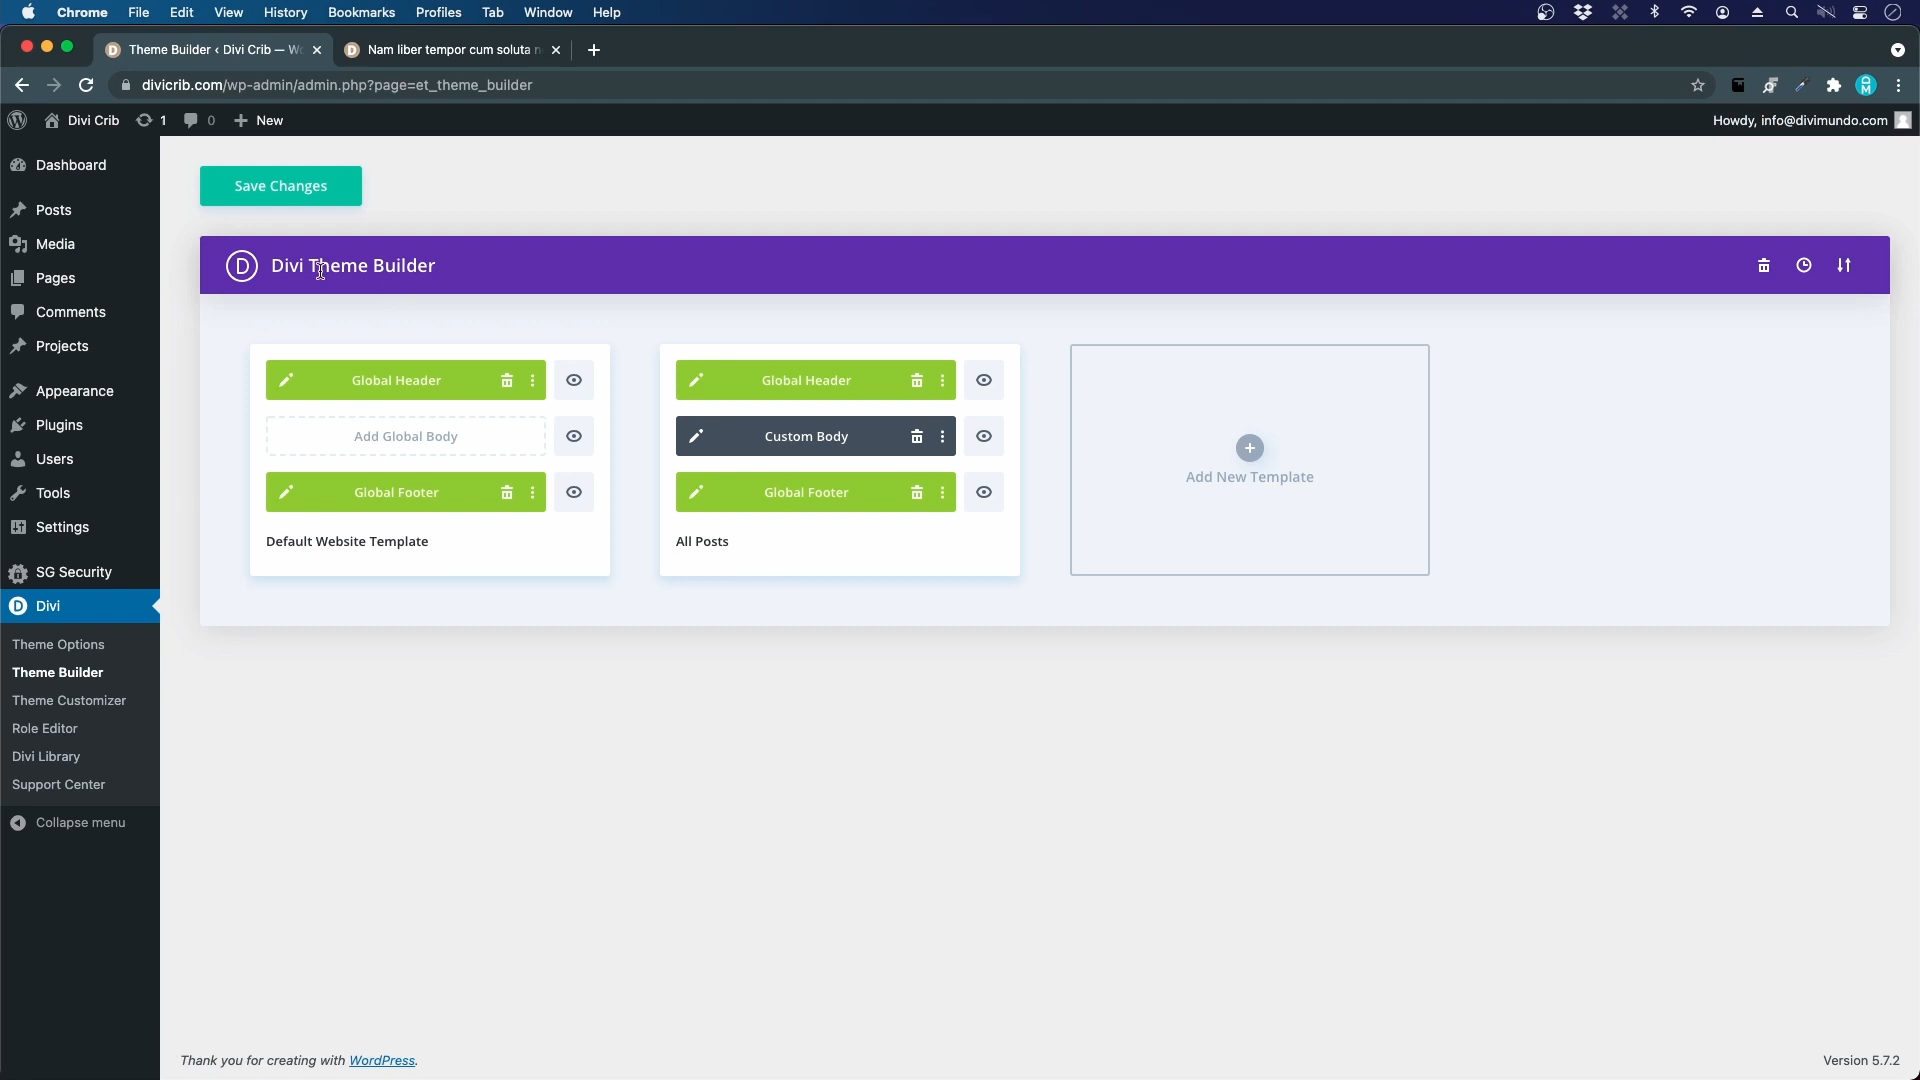 Chrome File Edit View History Bookmarks Profiles Tab Window Help
Theme Builder ‹ Divi Crib — Wo
Nam liber tempor cum soluta n
divicrib.com/wp-admin/admin.php?page=et_theme_builder
Divi Crib 1 0 New
Howdy, info@divimundo.com
Dashboard
Posts
Media
Pages
Comments
Projects
Appearance
Plugins
Users
Tools
Settings
SG Security
Divi
Theme Options
Theme Builder
Theme Customizer
Role Editor
Divi Library
Support Center
Collapse menu
Save Changes
D Divi Theme Builder
Global Header
Add Global Body
Global Footer
Default Website Template
Global Header
Custom Body
Global Footer
All Posts
Add New Template
Thank you for creating with WordPress.
Version 5.7.2